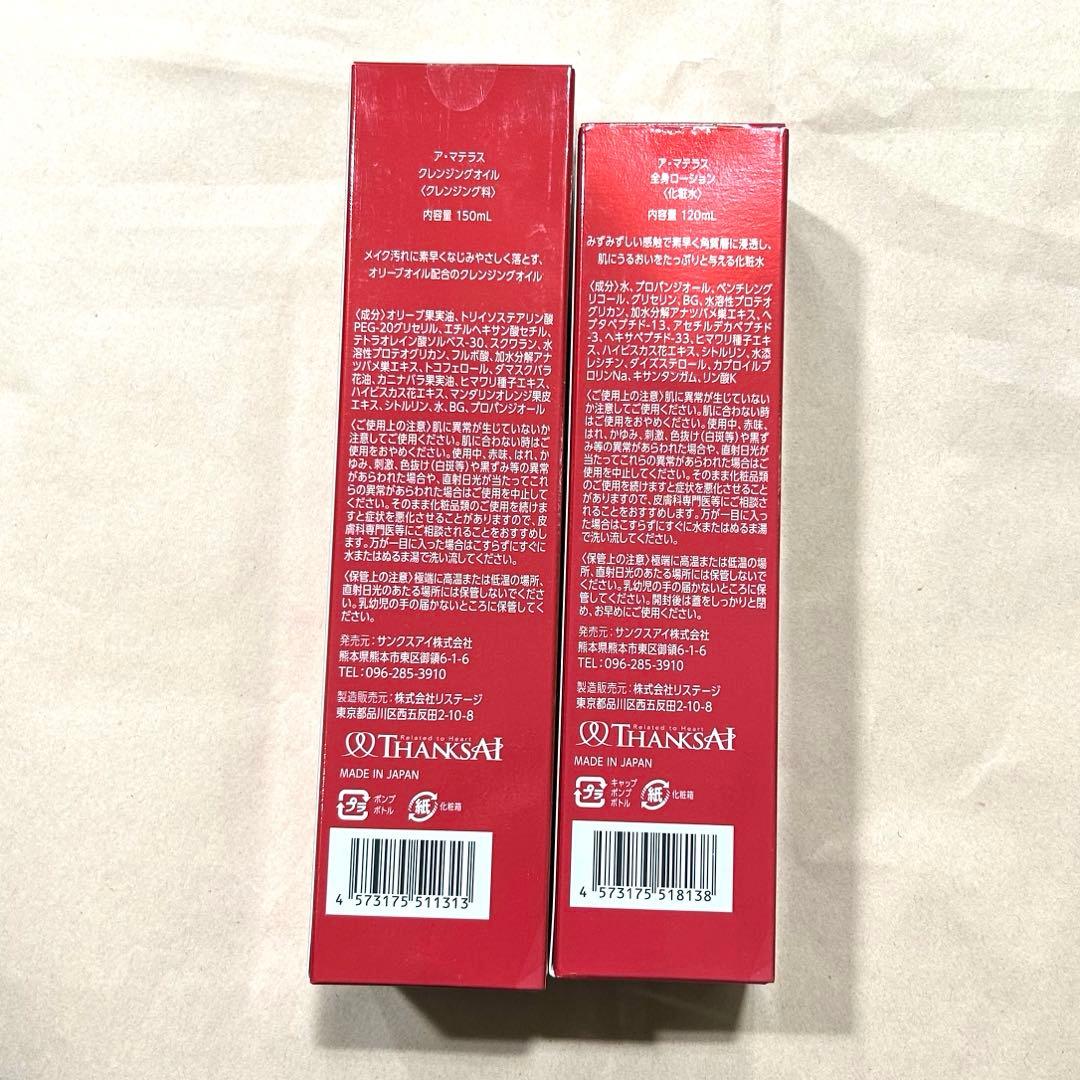 ア・マテラス
クレンジングオイル
〈クレンジング料〉
内容量 150mL
メイク汚れに素早くなじみやさしく落とす、
オリーブオイル配合のクレンジングオイル
〈成分〉オリーブ果実油、トリイソステアリン酸
PEG-20グリセリル、エチルヘキサン酸セチル、
テトラオレイン酸ソルベス-30、スクワラン、水
溶性プロテオグリカン、フルボ酸、加水分解アナ
ツバメ巣エキス、トコフェロール、ダマスクバラ
花油、カニナバラ果実油、ヒマワリ種子エキス、
ハイビスカス花エキス、マンダリンオレンジ果皮
エキス、シトルリン、水、BG、プロパンジオール
〈ご使用上の注意〉肌に異常が生じていないか
注意してご使用ください。肌に合わない時はご
使用をおやめください。使用中、赤味、はれ、か
ゆみ、刺激、色抜け(白斑等)や黒ずみ等の異常
があらわれた場合や、直射日光が当たってこれ
らの異常があらわれた場合はご使用を中止して
ください。そのまま化粧品類のご使用を続けま
すと症状を悪化させることがありますので、皮
膚科専門医等にご相談されることをおすすめし
ます。万が一目に入った場合はこすらずにすぐに
水またはぬるま湯で洗い流してください。
〈保管上の注意〉極端に高温または低温の場所、
直射日光のあたる場所には保管しないでくださ
い。乳幼児の手の届かないところに保管してく
ださい。
発売元：サンクスアイ株式会社
熊本県熊本市東区御領6-1-6
TEL：096-285-3910
製造販売元：株式会社リステージ
東京都品川区西五反田2-10-8
Related to Heart
THANKSAI
MADE IN JAPAN
プラ
ポンプ
ボトル
紙
化粧箱
4 573175 511313
ア・マテラス
全身ローション
〈化粧水〉
内容量 120mL
みずみずしい感触で素早く角質層に浸透し、
肌にうるおいをたっぷりと与える化粧水
〈成分〉水、プロパンジオール、ペンチレング
リコール、グリセリン、BG、水溶性プロテオ
グリカン、加水分解アナツバメ巣エキス、ヘ
プタペプチド-13、アセチルデカペプチド
-3、ヘキサペプチド-33、ヒマワリ種子エキ
ス、ハイビスカス花エキス、シトルリン、水添
レシチン、ダイズステロール、カプロイルプ
ロリンNa、キサンタンガム、リン酸K
〈ご使用上の注意〉肌に異常が生じていない
か注意してご使用ください。肌に合わない時
はご使用をおやめください。使用中、赤味、
はれ、かゆみ、刺激、色抜け(白斑等)や黒ず
み等の異常があらわれた場合や、直射日光が
当たってこれらの異常があらわれた場合はご
使用を中止してください。そのまま化粧品類
のご使用を続けますと症状を悪化させること
がありますので、皮膚科専門医等にご相談さ
れることをおすすめします。万が一目に入っ
た場合はこすらずにすぐに水またはぬるま湯
で洗い流してください。
〈保管上の注意〉極端に高温または低温の場
所、直射日光のあたる場所には保管しないで
ください。乳幼児の手の届かないところに保
管してください。開封後は蓋をしっかりと閉
め、お早めにご使用ください。
発売元：サンクスアイ株式会社
熊本県熊本市東区御領6-1-6
TEL：096-285-3910
製造販売元：株式会社リステージ
東京都品川区西五反田2-10-8
Related to Heart
THANKSAI
MADE IN JAPAN
プラ
キャップ
ポンプ
ボトル
紙
化粧箱
4 573175 518138